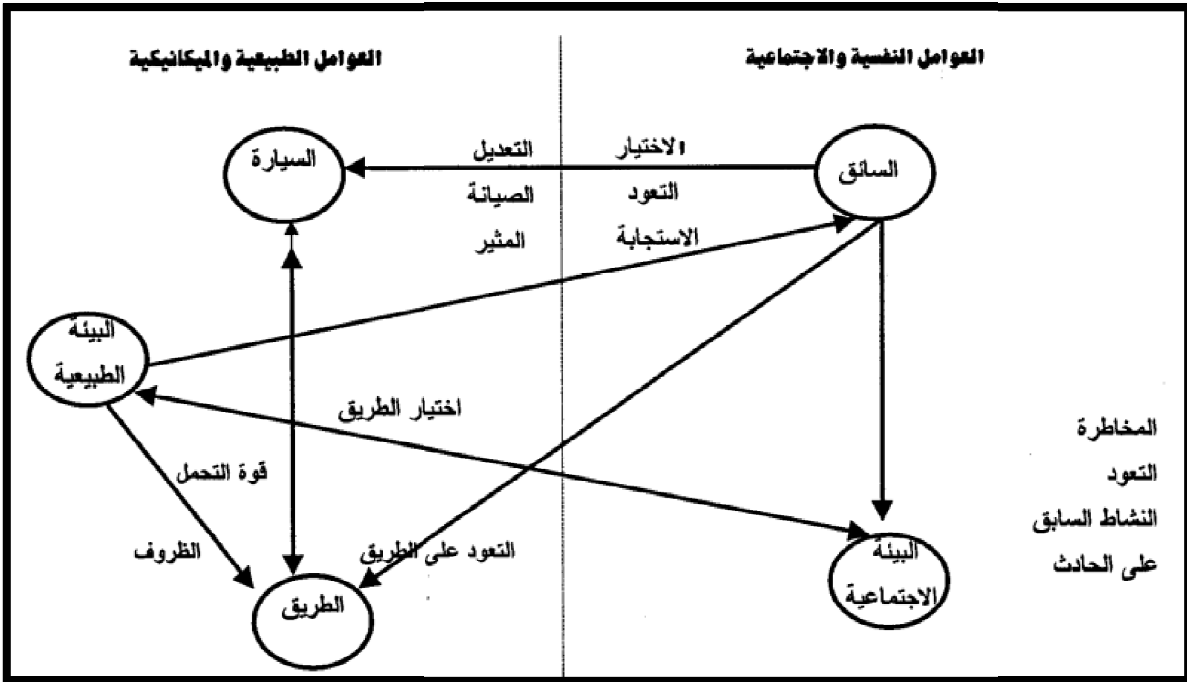 العوامل النفسية والاجتماعية
العوامل الطبيعية والميكانيكية
السائق
الاختيار
التعديل
السيارة
التعود
الصيانة
الاستجابة
المثير
البيئة
الطبيعية
اختيار الطريق
المخاطرة
التعود
النشاط السابق
على الحادث
قوة التحمل
الظروف
التعود على الطريق
البيئة
الاجتماعية
الطريق